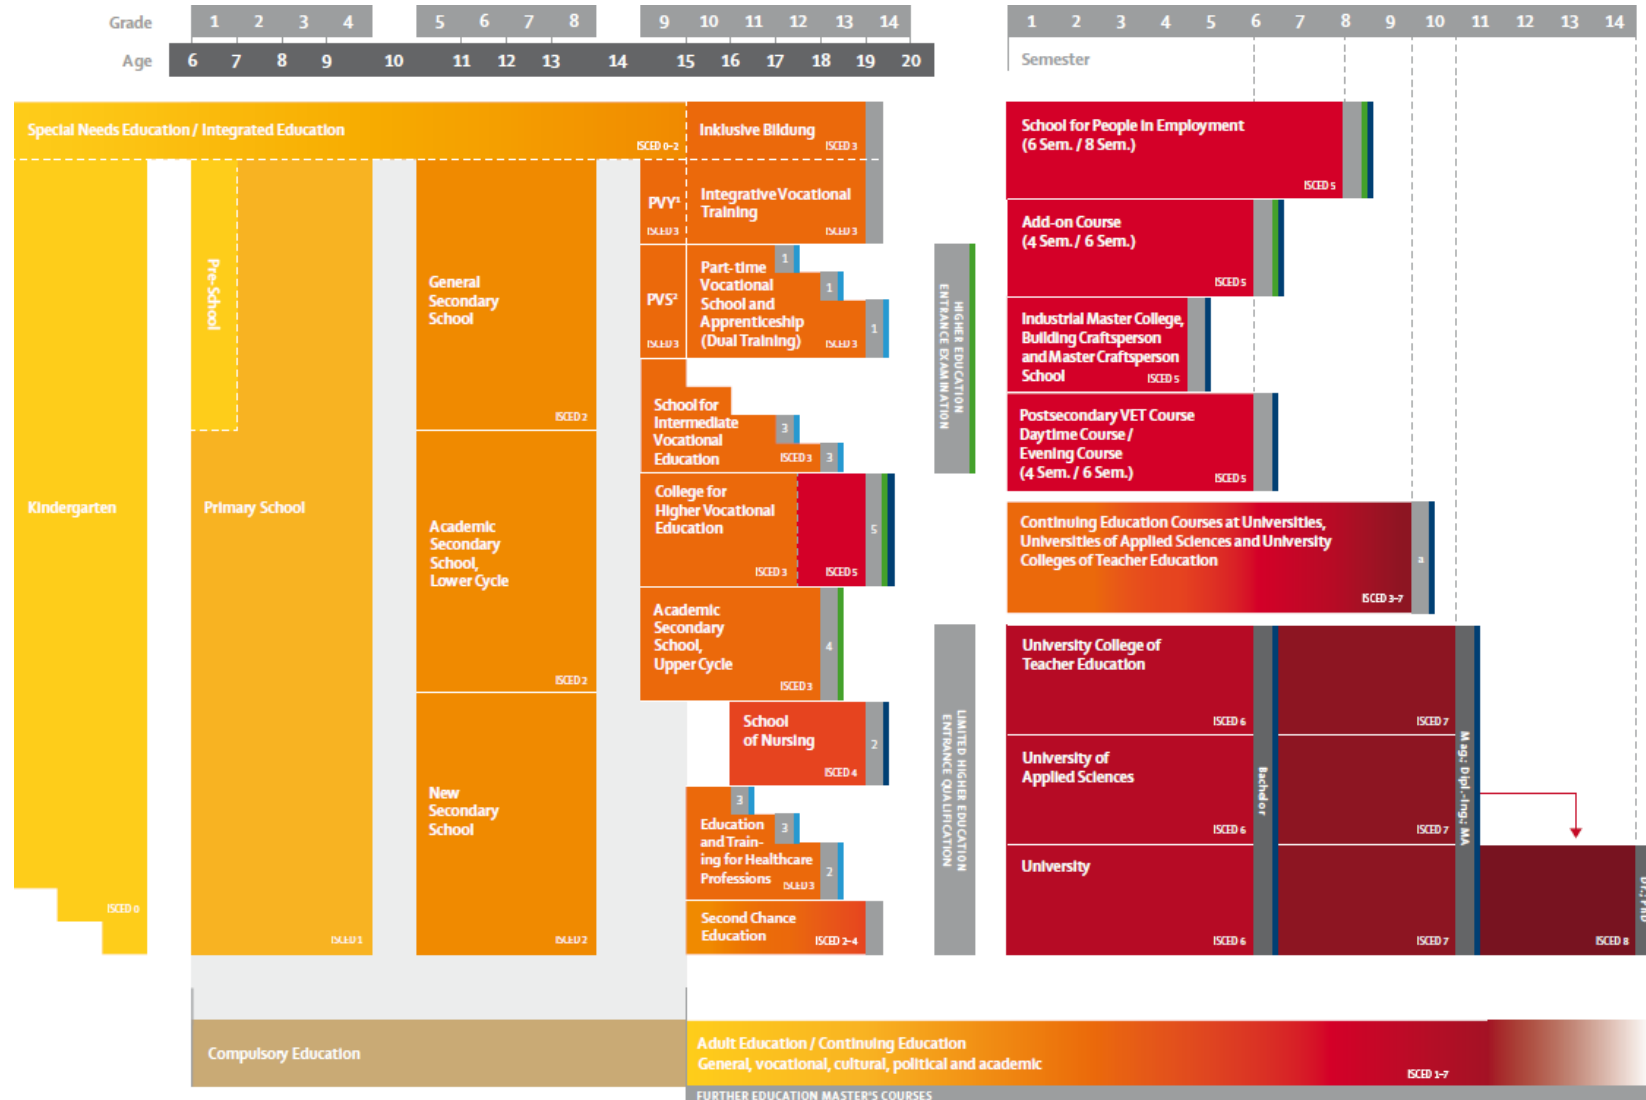 Grade 1 2 3 4 5 6 7 8 9 10 11 12 13 14
Age 6 7 8 9 10 11 12 13 14 15 16 17 18 19 20
1 2 3 4 5 6 7 8 9 10 11 12 13 14
Semester
Special Needs Education / Integrated Education
ISCED 0–2
Kindergarten
ISCED 0
Pre-School
Primary School
ISCED 1
General
Secondary
School
ISCED 2
Academic
Secondary
School,
Lower Cycle
ISCED 2
New
Secondary
School
ISCED 2
Inklusive Bildung
ISCED 3
PVY¹
ISCED 3
Integrative Vocational
Training
ISCED 3
PVS²
ISCED 3
Part-time
Vocational
School and
Apprenticeship
(Dual Training)
ISCED 3
1
1
1
School for
Intermediate
Vocational
Education
ISCED 3
3
3
College for
Higher Vocational
Education
ISCED 3
ISCED 5
5
Academic
Secondary
School,
Upper Cycle
ISCED 3
4
School
of Nursing
ISCED 4
2
Education
and Train-
ing for Healthcare
Professions
ISCED 3
3
3
2
Second Chance
Education
ISCED 2–4
HIGHER EDUCATION
ENTRANCE EXAMINATION
LIMITED HIGHER EDUCATION
ENTRANCE QUALIFICATION
School for People in Employment
(6 Sem. / 8 Sem.)
ISCED 5
Add-on Course
(4 Sem. / 6 Sem.)
ISCED 5
Industrial Master College,
Building Craftsperson
and Master Craftsperson
School
ISCED 5
Postsecondary VET Course
Daytime Course /
Evening Course
(4 Sem. / 6 Sem.)
ISCED 5
Continuing Education Courses at Universities,
Universities of Applied Sciences and University
Colleges of Teacher Education
ISCED 3–7
a
University College of
Teacher Education
ISCED 6
ISCED 7
University of
Applied Sciences
ISCED 6
ISCED 7
University
ISCED 6
ISCED 7
ISCED 8
Bachelor
Mag.; Dipl.-Ing.; MA
Dr.; PhD
Compulsory Education
Adult Education / Continuing Education
General, vocational, cultural, political and academic
ISCED 1–7
FURTHER EDUCATION MASTER'S COURSES